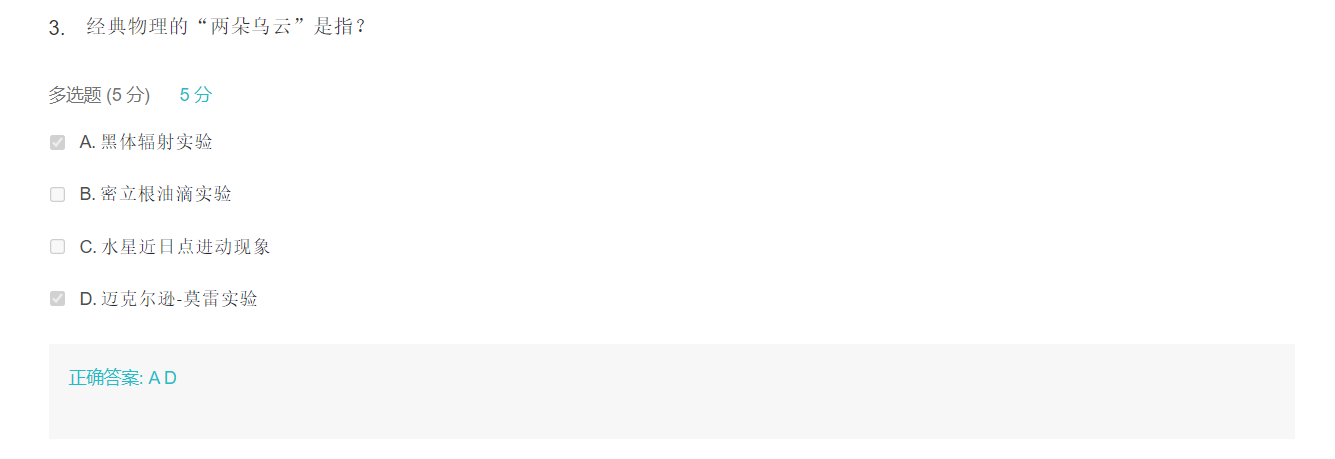 3. 经典物理的“两朵乌云”是指？
多选题 (5 分) 5 分
A. 黑体辐射实验
B. 密立根油滴实验
C. 水星近日点进动现象
D. 迈克尔逊-莫雷实验
正确答案: A D